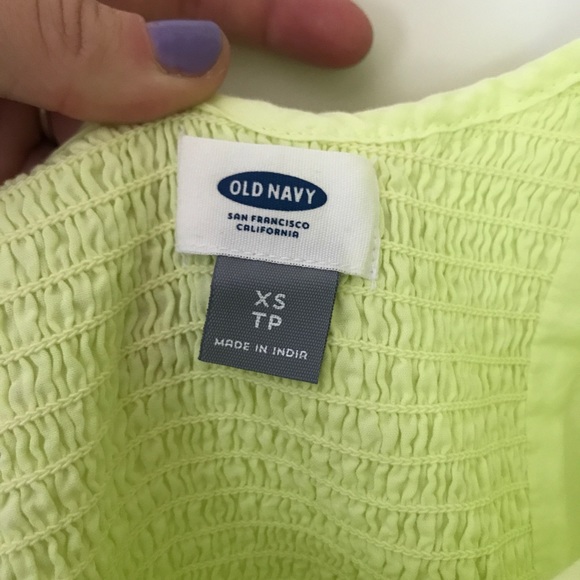 OLD NAVY
SAN FRANCISCO
CALIFORNIA
XS
TP
MADE IN INDIA